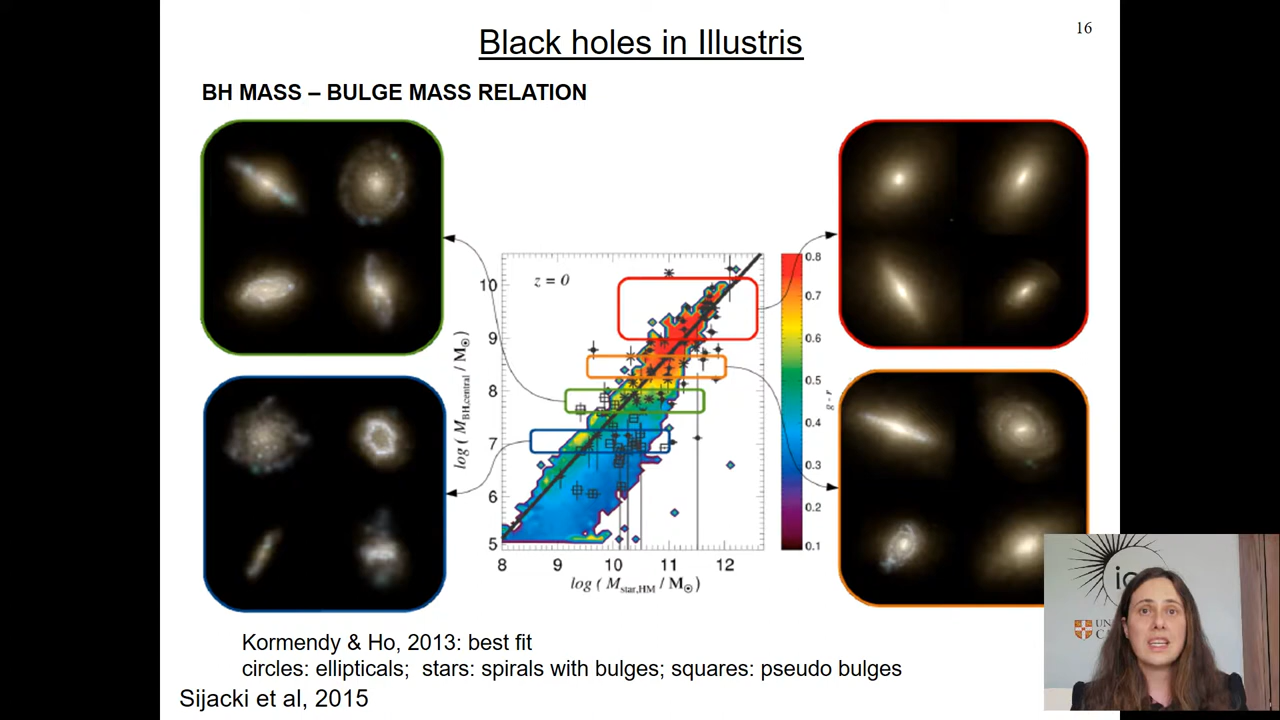 16
Black holes in Illustris
BH MASS – BULGE MASS RELATION
z = 0
10
9
8
7
6
5
log ( M_BH,central / M_⊙ )
8 9 10 11 12
log ( M_star,HM / M_⊙ )
0.8
0.7
0.6
0.5
0.4
0.3
0.2
0.1
g - r
Kormendy & Ho, 2013: best fit
circles: ellipticals; stars: spirals with bulges; squares: pseudo bulges
Sijacki et al, 2015